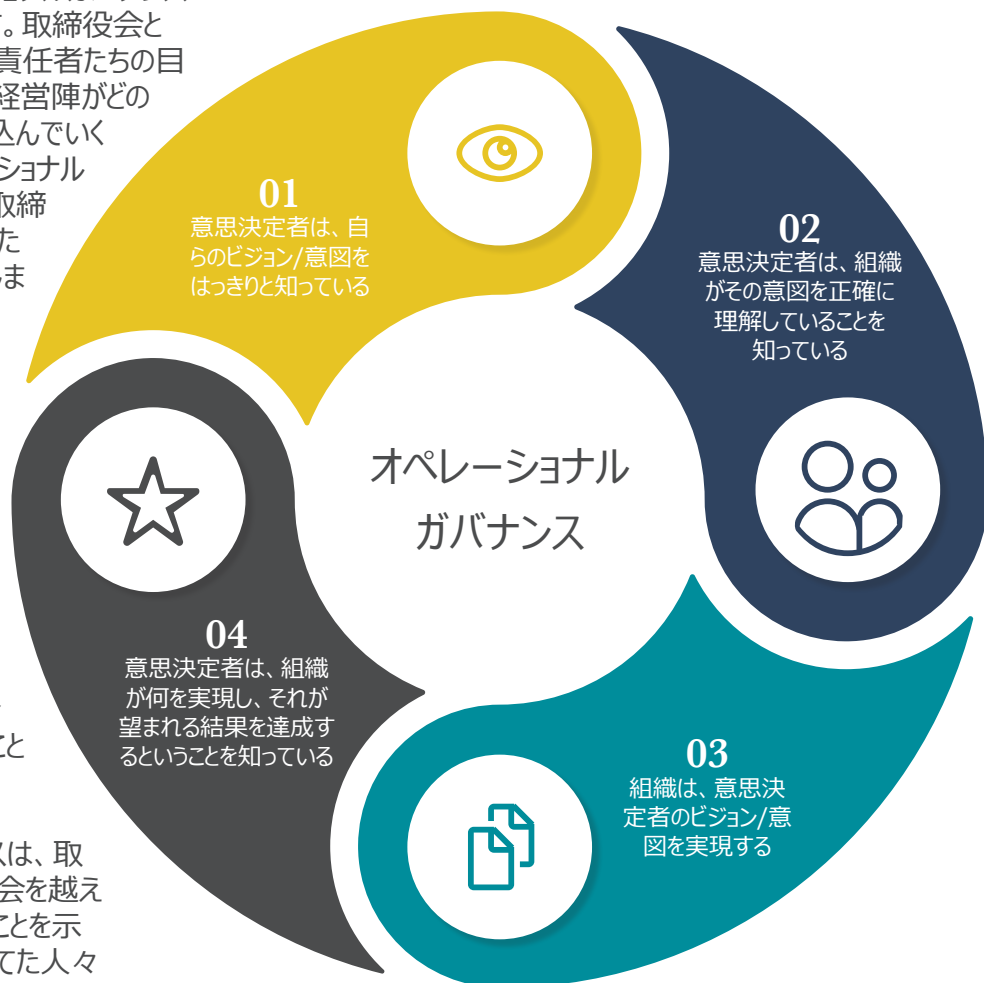 。取締役会と
責任者たちの目
経営陣がどの
込んでいく
ショナル
取締
た
ま
01
意思決定者は、自
らのビジョン/意図を
はっきりと知っている
02
意思決定者は、組織
がその意図を正確に
理解していることを
知っている
オペレーショナル
ガバナンス
04
意思決定者は、組織
が何を実現し、それが
望まれる結果を達成す
るということを知っている
03
組織は、意思決
定者のビジョン/意
図を実現する
こと
は、取
会を越え
ことを示
てた人々